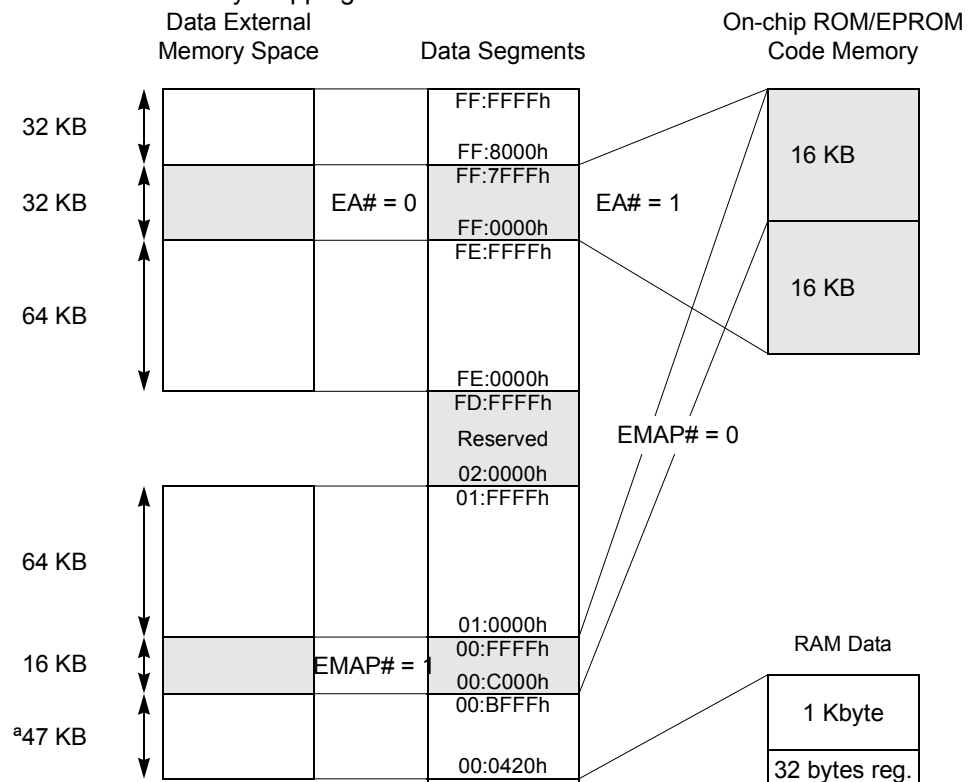 Data External
Memory Space
Data Segments
On-chip ROM/EPROM
Code Memory
32 KB
FF:FFFFh
FF:8000h
16 KB
32 KB
EA# = 0
FF:7FFFh
FF:0000h
EA# = 1
64 KB
FE:FFFFh
FE:0000h
16 KB
FD:FFFFh
Reserved
02:0000h
EMAP# = 0
64 KB
01:FFFFh
01:0000h
16 KB
EMAP# = 1
00:FFFFh
00:C000h
RAM Data
ª47 KB
00:BFFFh
00:0420h
1 Kbyte
32 bytes reg.